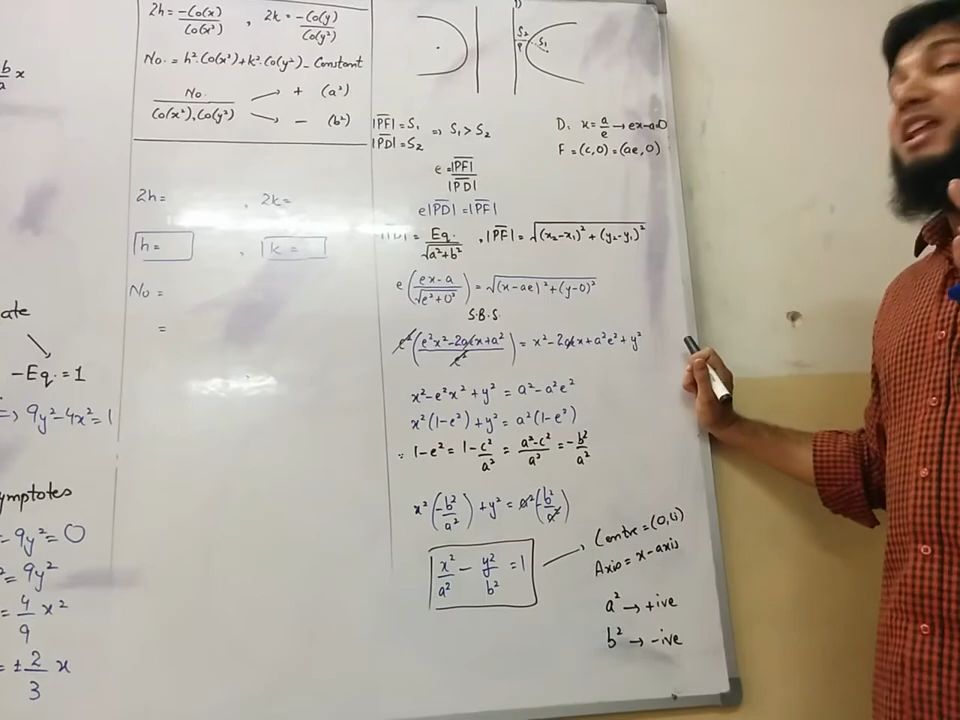 b/a x
ate
-Eq. = 1
=> 9y²-4x²=1
ymptotes
= 9y² = 0
² = 9y²
= 4/9 x²
= ± 2/3 x
2h = -Co(x)/Co(x²) , 2k = -Co(y)/Co(y²)
No. = h².Co(x²)+k².Co(y²)-Constant
No./Co(x²).Co(y²) → + (a²)
→ - (b²)
2h= , 2k=
h= , k=
No =
=
S₂
P S₁
|PF| = S₁ => S₁ > S₂
|PD| = S₂
D: x = a/e → ex-a=0
F = (c,0) = (ae,0)
e = |PF|/|PD|
e|PD| = |PF|
|PD| = Eq./√a²+b² , |PF| = √(x₂-x₁)²+(y₂-y₁)²
e(ex-a/√e²+0²) = √(x-ae)²+(y-0)²
S.B.S.
e²(e²x²-2aex+a²/e²) = x²-2aex+a²e²+y²
x²-e²x²+y² = a²-a²e²
x²(1-e²)+y² = a²(1-e²)
∵ 1-e² = 1-c²/a² = a²-c²/a² = -b²/a²
x²(-b²/a²)+y² = a²(-b²/a²)
x²/a² - y²/b² = 1
Centre = (0,0)
Axis = x-axis
a² → +ive
b² → -ive